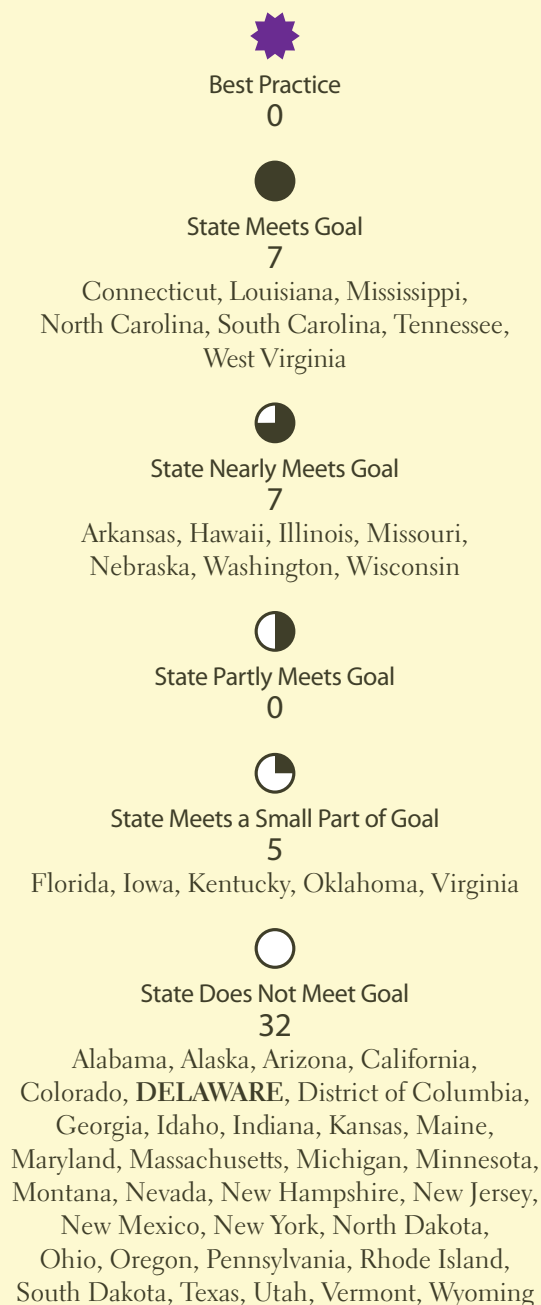 Best Practice
0
State Meets Goal
7
Connecticut, Louisiana, Mississippi,
North Carolina, South Carolina, Tennessee,
West Virginia
State Nearly Meets Goal
7
Arkansas, Hawaii, Illinois, Missouri,
Nebraska, Washington, Wisconsin
State Partly Meets Goal
0
State Meets a Small Part of Goal
5
Florida, Iowa, Kentucky, Oklahoma, Virginia
State Does Not Meet Goal
32
Alabama, Alaska, Arizona, California,
Colorado, DELAWARE, District of Columbia,
Georgia, Idaho, Indiana, Kansas, Maine,
Maryland, Massachusetts, Michigan, Minnesota,
Montana, Nevada, New Hampshire, New Jersey,
New Mexico, New York, North Dakota,
Ohio, Oregon, Pennsylvania, Rhode Island,
South Dakota, Texas, Utah, Vermont, Wyoming